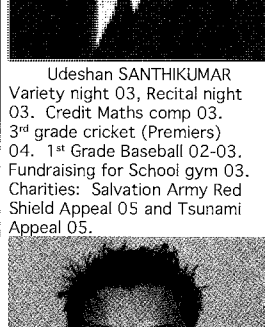 Udeshan SANTHIKUMAR
Variety night 03, Recital night
03. Credit Maths comp 03.
3rd grade cricket (Premiers)
04. 1st Grade Baseball 02-03.
Fundraising for School gym 03.
Charities: Salvation Army Red
Shield Appeal 05 and Tsunami
Appeal 05.